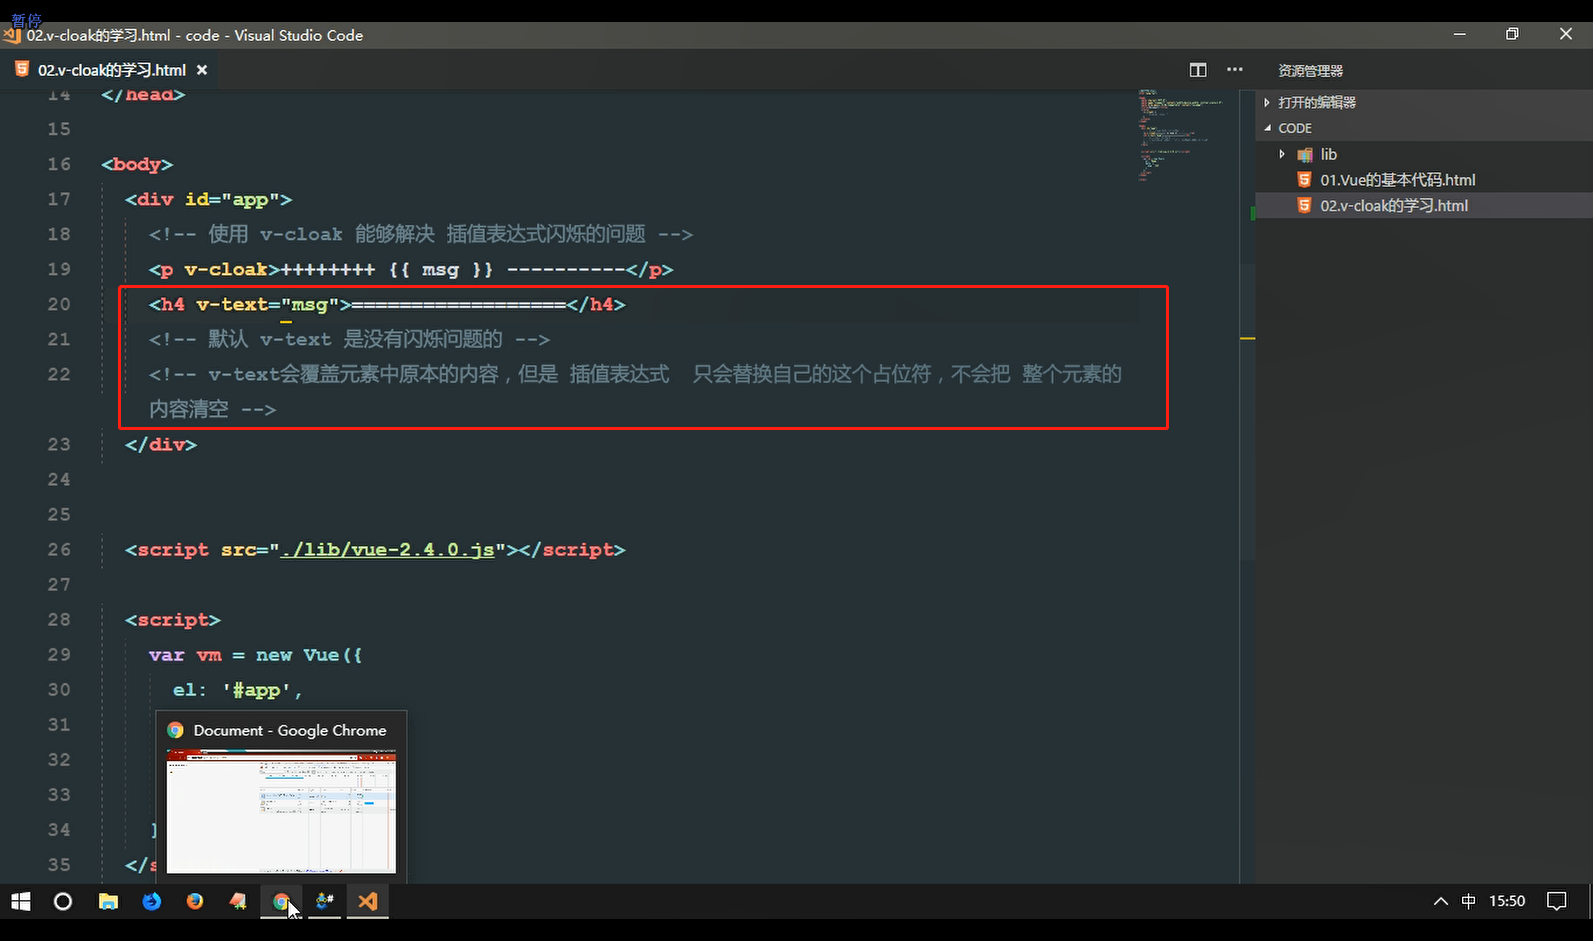 暂停
02.v-cloak的学习.html - code - Visual Studio Code
02.v-cloak的学习.html
资源管理器
打开的编辑器
CODE
lib
01.Vue的基本代码.html
02.v-cloak的学习.html
14 </head>
15
16 <body>
17 <div id="app">
18 <!-- 使用 v-cloak 能够解决 插值表达式闪烁的问题 -->
19 <p v-cloak>++++++++ {{ msg }} ----------</p>
20 <h4 v-text="msg">==================</h4>
21 <!-- 默认 v-text 是没有闪烁问题的 -->
22 <!-- v-text会覆盖元素中原本的内容，但是 插值表达式 只会替换自己的这个占位符，不会把 整个元素的
内容清空 -->
23 </div>
24
25
26 <script src="./lib/vue-2.4.0.js"></script>
27
28 <script>
29 var vm = new Vue({
30 el: '#app',
31
32
33
34
35 </s
Document - Google Chrome
中
15:50